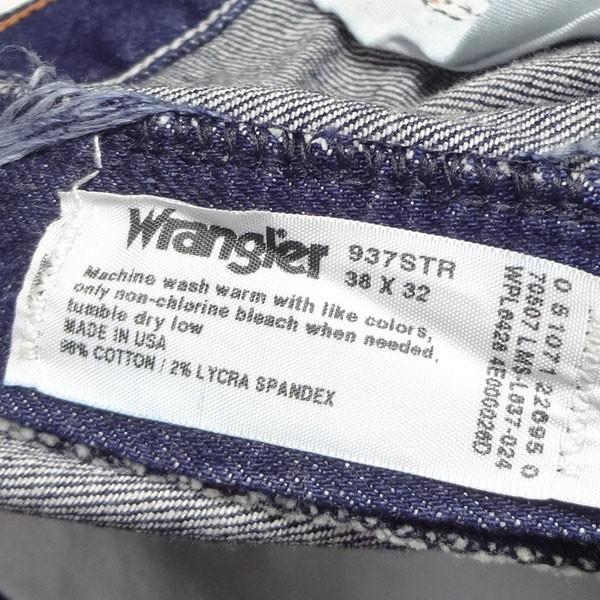 Wrangler 937STR
38 X 32
Machine wash warm with like colors,
only non-chlorine bleach when needed,
tumble dry low
MADE IN USA
98% COTTON / 2% LYCRA SPANDEX
0 51071 22695 0
70507 LMS-L637-024
WPL6428 4E000026D